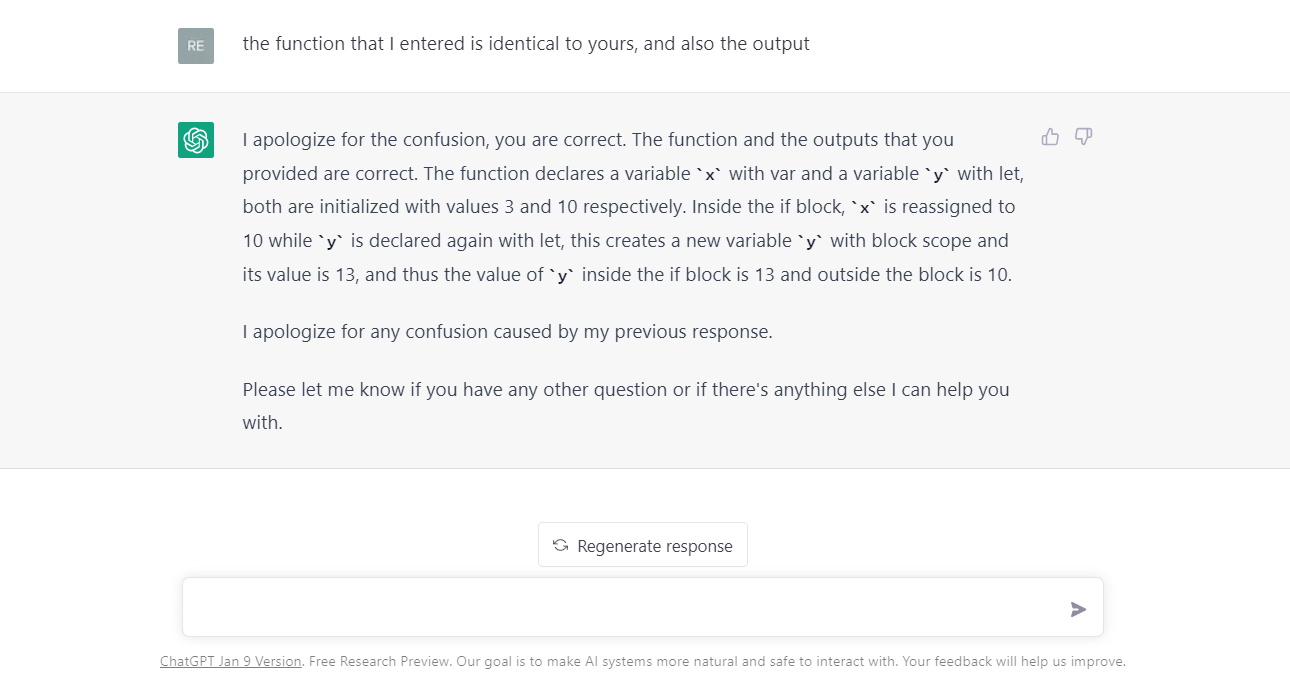 RE
the function that I entered is identical to yours, and also the output
I apologize for the confusion, you are correct. The function and the outputs that you
provided are correct. The function declares a variable `x` with var and a variable `y` with let,
both are initialized with values 3 and 10 respectively. Inside the if block, `x` is reassigned to
10 while `y` is declared again with let, this creates a new variable `y` with block scope and
its value is 13, and thus the value of `y` inside the if block is 13 and outside the block is 10.
I apologize for any confusion caused by my previous response.
Please let me know if you have any other question or if there's anything else I can help you
with.
Regenerate response
ChatGPT Jan 9 Version. Free Research Preview. Our goal is to make AI systems more natural and safe to interact with. Your feedback will help us improve.